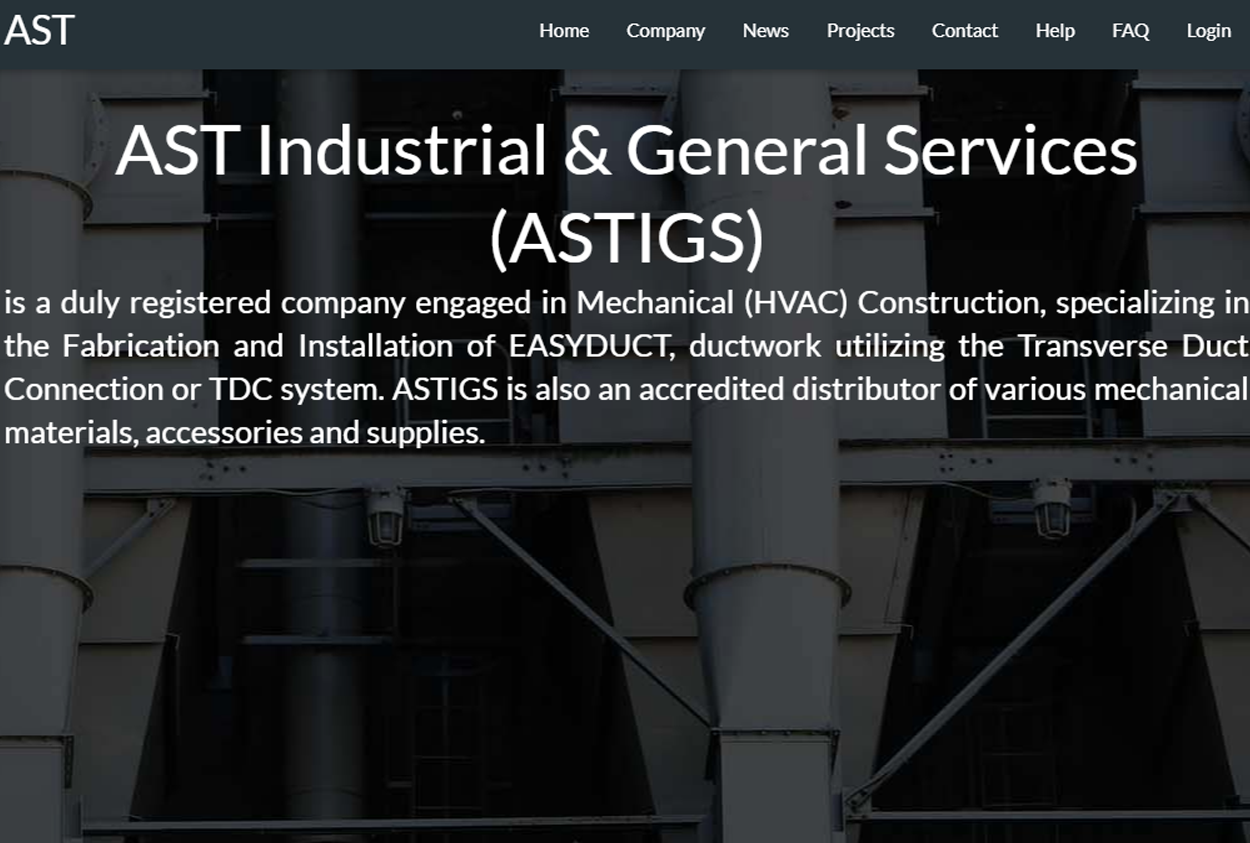 AST
Home Company News Projects Contact Help FAQ Login
AST Industrial & General Services
(ASTIGS)
is a duly registered company engaged in Mechanical (HVAC) Construction, specializing in
the Fabrication and Installation of EASYDUCT, ductwork utilizing the Transverse Duct
Connection or TDC system. ASTIGS is also an accredited distributor of various mechanical
materials, accessories and supplies.